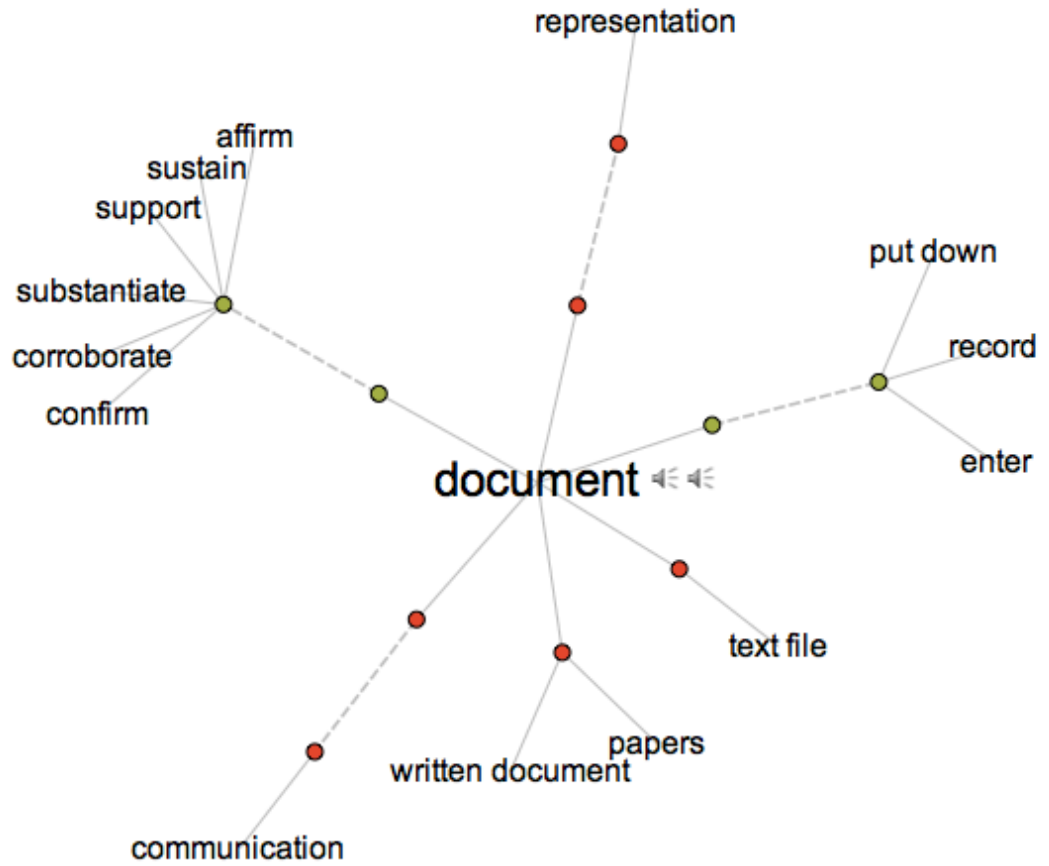 representation
affirm
sustain
support
put down
substantiate
record
corroborate
confirm
enter
document
text file
papers
written document
communication